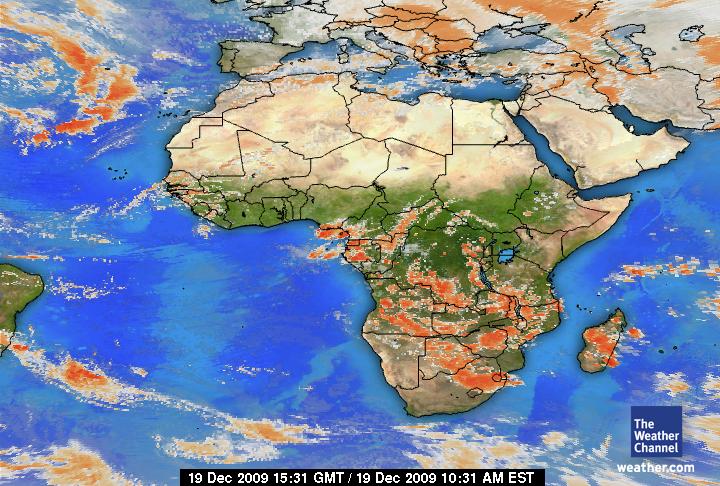 The
Weather
Channel
weather.com
19 Dec 2009 15:31 GMT / 19 Dec 2009 10:31 AM EST